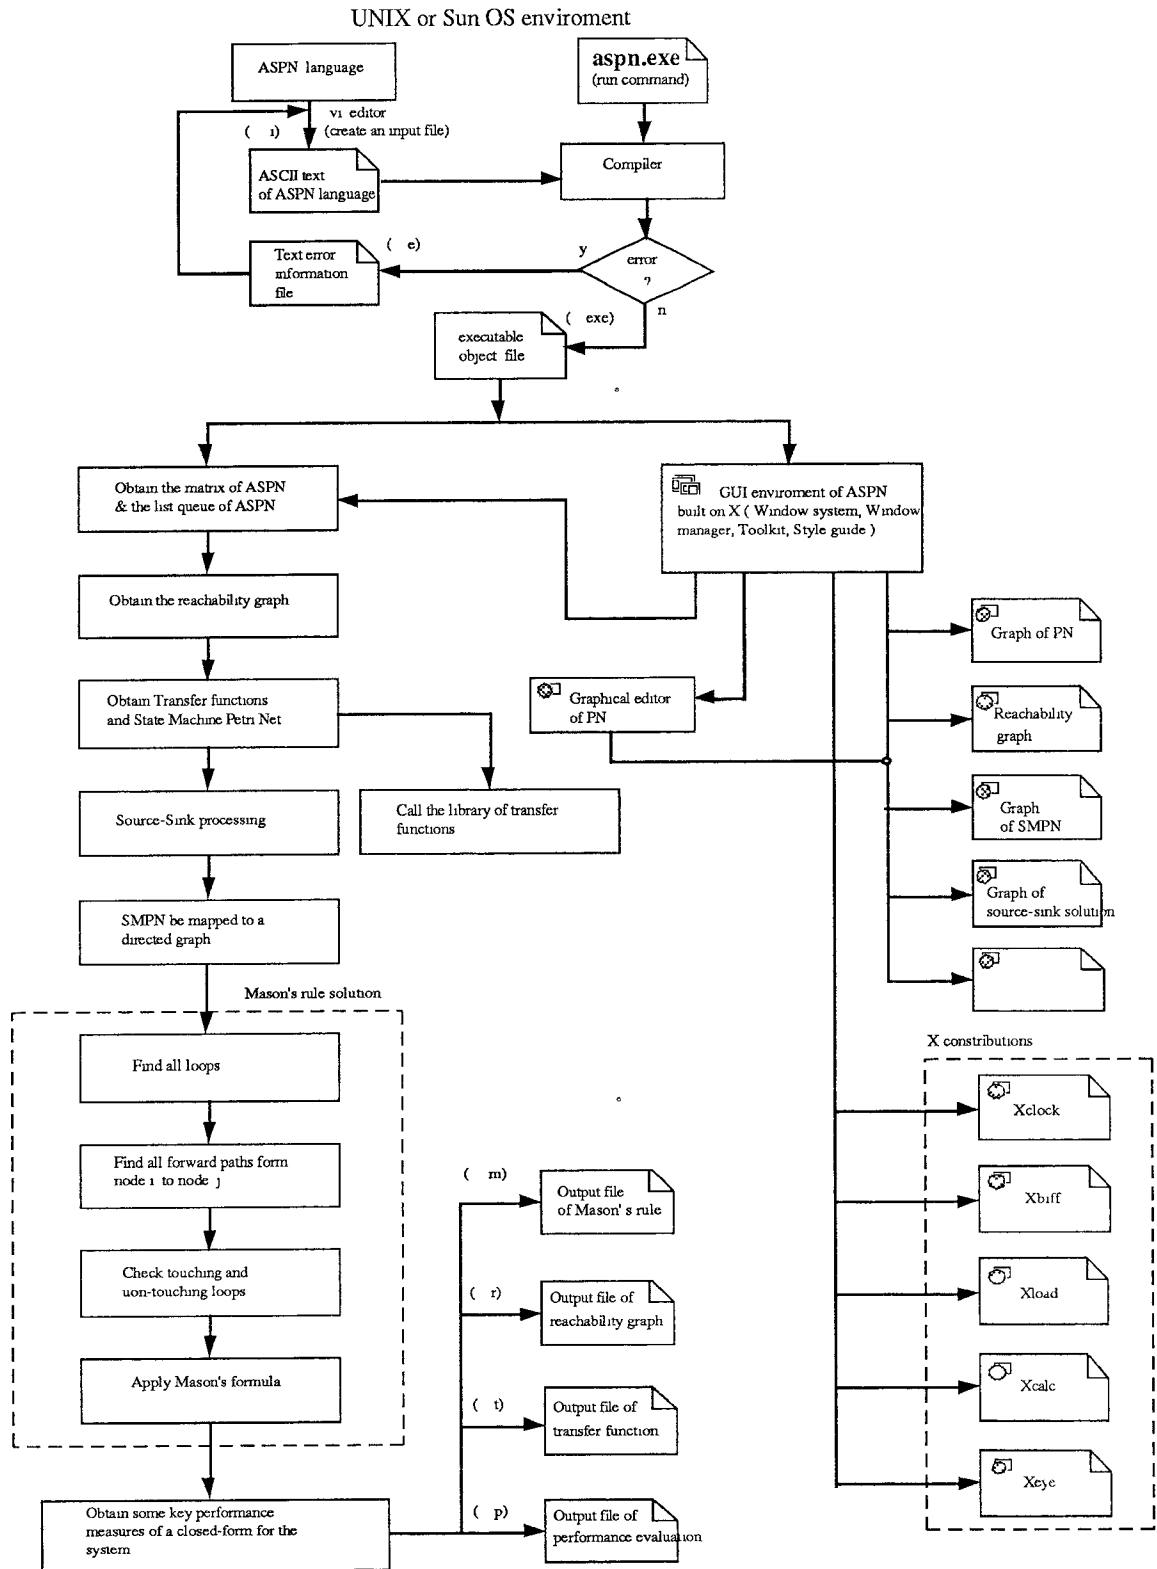 UNIX or Sun OS enviroment
ASPN language
aspn.exe
(run command)
vi editor
(create an input file)
( i)
ASCII text
of ASPN language
Compiler
Text error
information
file
( e)
y
error
?
n
executable
object file
( exe)
Obtain the matrix of ASPN
& the list queue of ASPN
GUI enviroment of ASPN
built on X ( Window system, Window
manager, Toolkit, Style guide )
Obtain the reachability graph
Graph of PN
Obtain Transfer functions
and State Machine Petri Net
Graphical editor
of PN
Reachability
graph
Source-Sink processing
Call the library of transfer
functions
Graph
of SMPN
SMPN be mapped to a
directed graph
Graph of
source-sink solution
Mason's rule solution
X constributions
Find all loops
Xclock
Find all forward paths form
node i to node j
( m)
Output file
of Mason's rule
Xbiff
Check touching and
non-touching loops
( r)
Output file of
reachability graph
Xload
Apply Mason's formula
( t)
Output file of
transfer function
Xcalc
Obtain some key performance
measures of a closed-form for the
system
( p)
Output file of
performance evaluation
Xeye